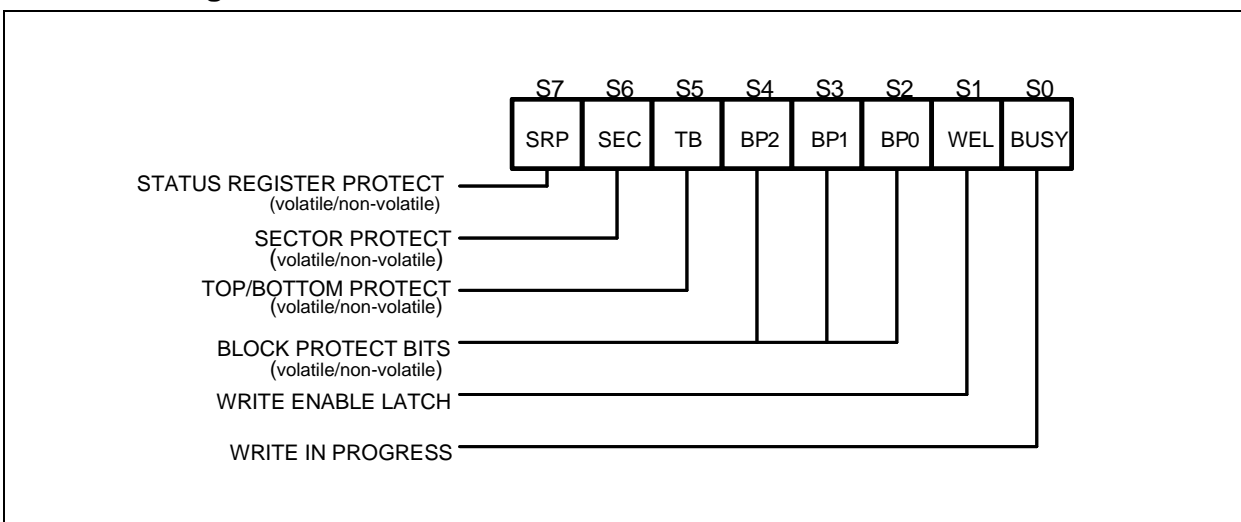 S7 S6 S5 S4 S3 S2 S1 S0
SRP SEC TB BP2 BP1 BP0 WEL BUSY
STATUS REGISTER PROTECT
(volatile/non-volatile)
SECTOR PROTECT
(volatile/non-volatile)
TOP/BOTTOM PROTECT
(volatile/non-volatile)
BLOCK PROTECT BITS
(volatile/non-volatile)
WRITE ENABLE LATCH
WRITE IN PROGRESS